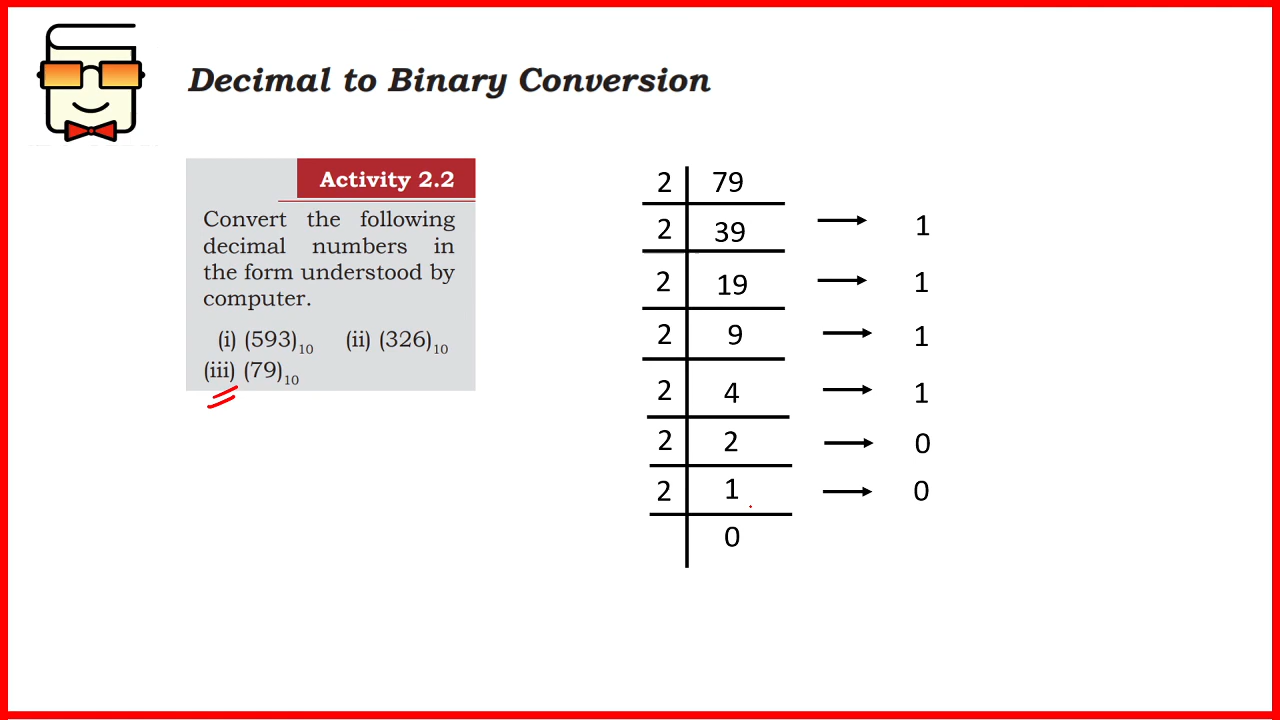 Decimal to Binary Conversion
Activity 2.2
Convert the following
decimal numbers in
the form understood by
computer.
(i) (593)₁₀ (ii) (326)₁₀
(iii) (79)₁₀
2 79
2 39 → 1
2 19 → 1
2 9 → 1
2 4 → 1
2 2 → 0
2 1 → 0
0